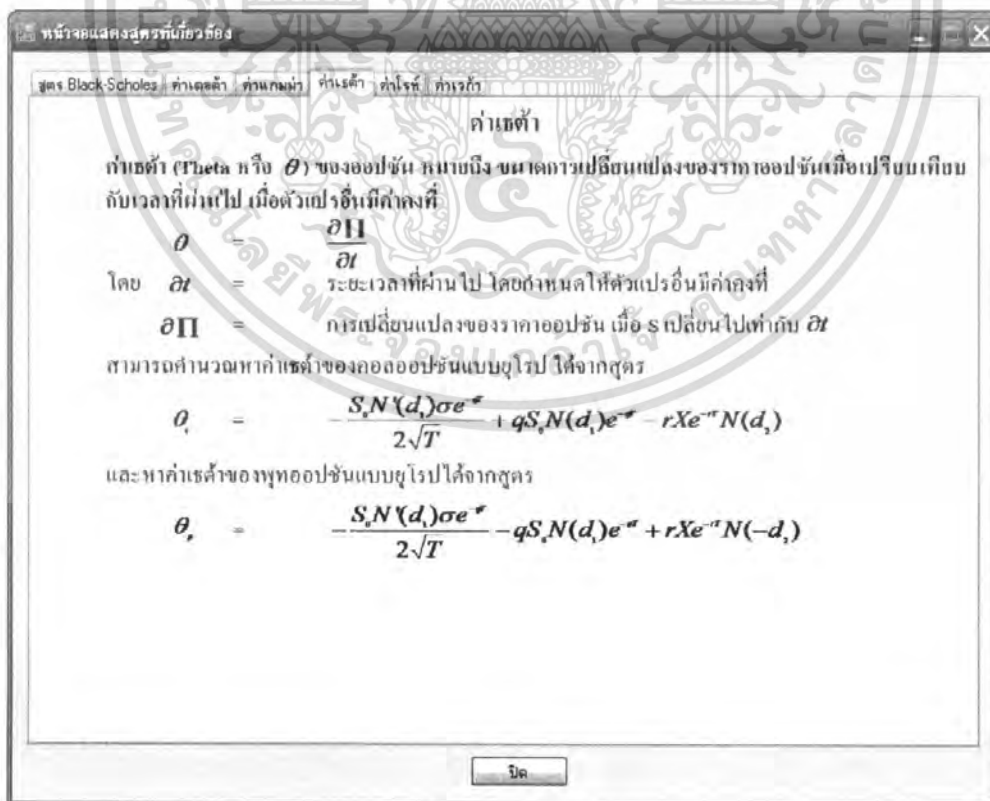 หน้าจอแสดงสูตรที่เกี่ยวข้อง
สูตร Black-Scholes ค่าเดลต้า ค่าแกมม่า ค่าเธต้า ค่าโรห์ ค่าเวก้า
ค่าเธต้า
ค่าเธต้า (Theta หรือ θ) ของออปชัน หมายถึง ขนาดการเปลี่ยนแปลงของราคาออปชันเมื่อเปรียบเทียบ
กับเวลาที่ผ่านไป เมื่อตัวแปรอื่นมีค่าคงที่
θ = ∂Π/∂t
โดย ∂t = ระยะเวลาที่ผ่านไป โดยกำหนดให้ตัวแปรอื่นมีค่าคงที่
∂Π = การเปลี่ยนแปลงของราคาออปชัน เมื่อ S เปลี่ยนไปเท่ากับ ∂t
สามารถคำนวณหาค่าเธต้าของคอลออปชันแบบยุโรป ได้จากสูตร
θ = -S₀N'(d₁)σe^(-qT)/(2√T) + qS₀N(d₁)e^(-qT) - rXe^(-rT)N(d₂)
และหาค่าเธต้าของพุทออปชันแบบยุโรปได้จากสูตร
θₚ = -S₀N'(d₁)σe^(-qT)/(2√T) - qS₀N(d₁)e^(-qT) + rXe^(-rT)N(-d₂)
ปิด